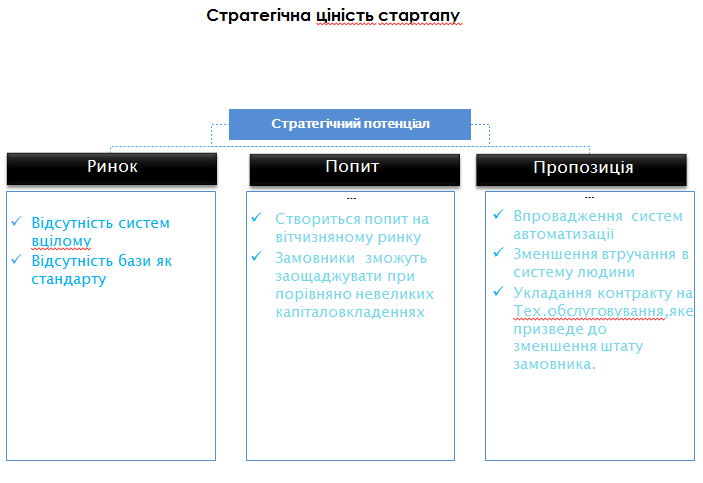 Стратегічна ціність стартапу
Стратегічний потенціал
Ринок
Попит
Пропозиція
Відсутність систем
вцілому
Відсутність бази як
стандарту
...
Створиться попит на
вітчизняному ринку
Замовники зможуть
заощаджувати при
порівняно невеликих
капіталовкладеннях
...
Впровадження систем
автоматизації
Зменшення втручання в
систему людини
Укладання контракту на
Тех.обслуговування,яке
призведе до
зменшення штату
замовника.